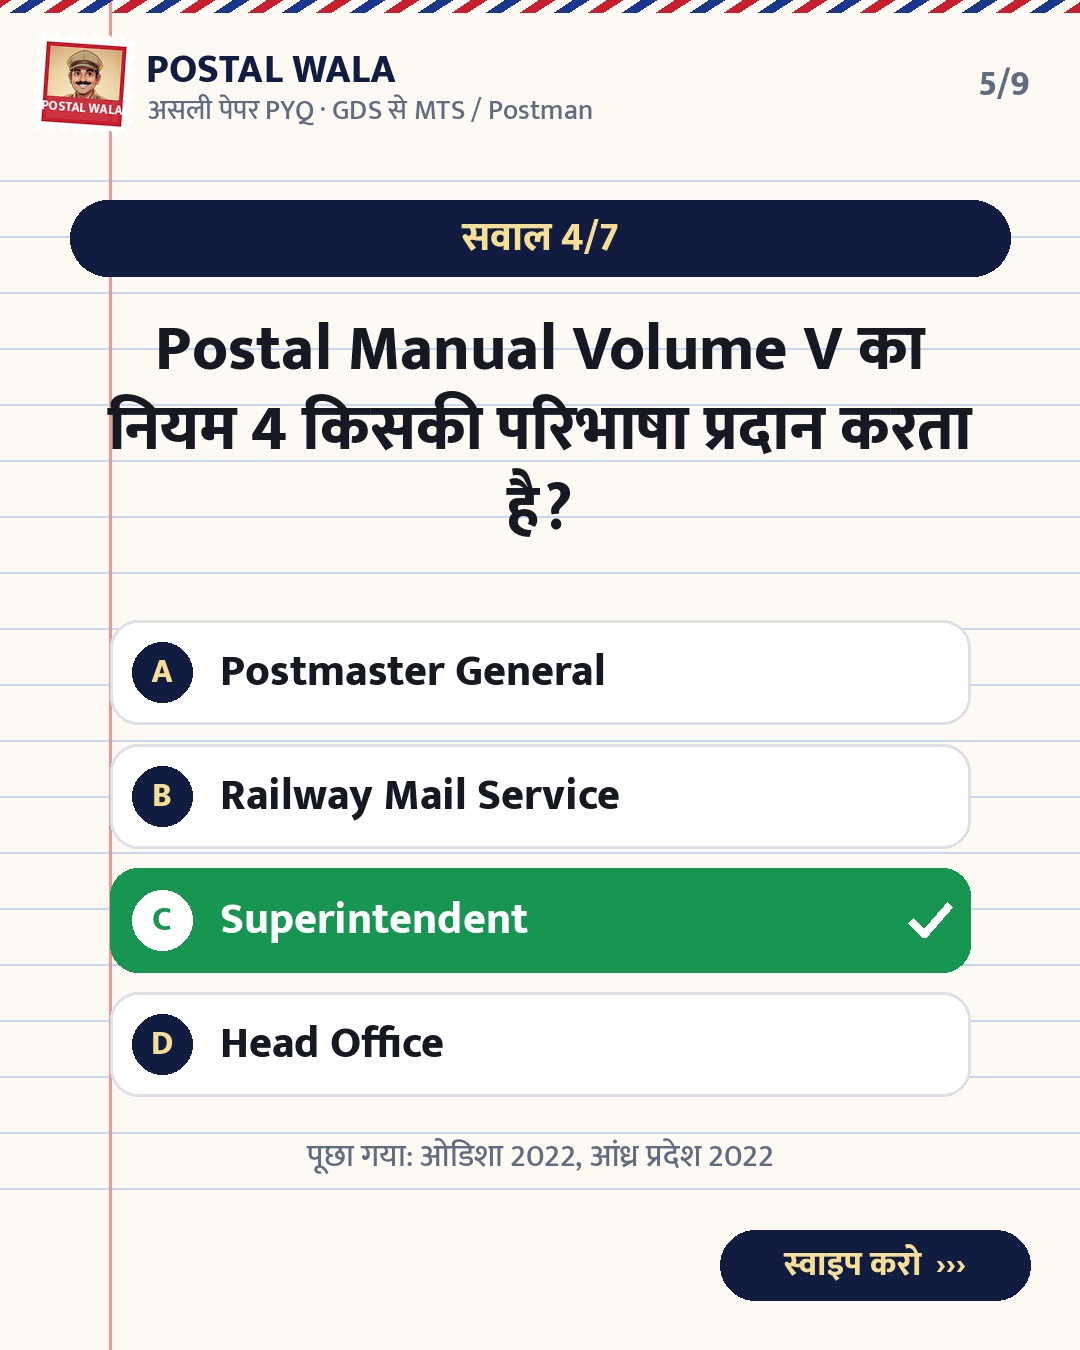 POSTAL WALA
POSTAL WALA
असली पेपर PYQ · GDS से MTS / Postman
5/9
सवाल 4/7
Postal Manual Volume V का
नियम 4 किसकी परिभाषा प्रदान करता
है?
A Postmaster General
B Railway Mail Service
C Superintendent
D Head Office
पूछा गया: ओडिशा 2022, आंध्र प्रदेश 2022
स्वाइप करो ›››